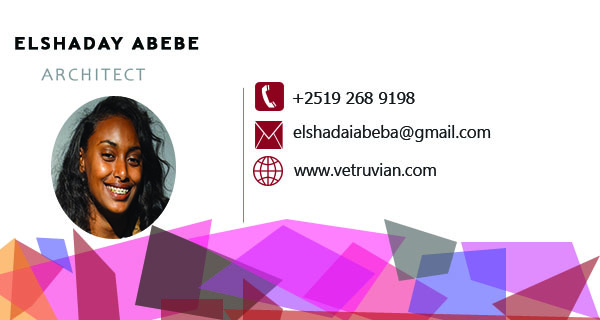 ELSHADAY ABEBE
ARCHITECT
+2519 268 9198
elshadaiabeba@gmail.com
www.vetruvian.com